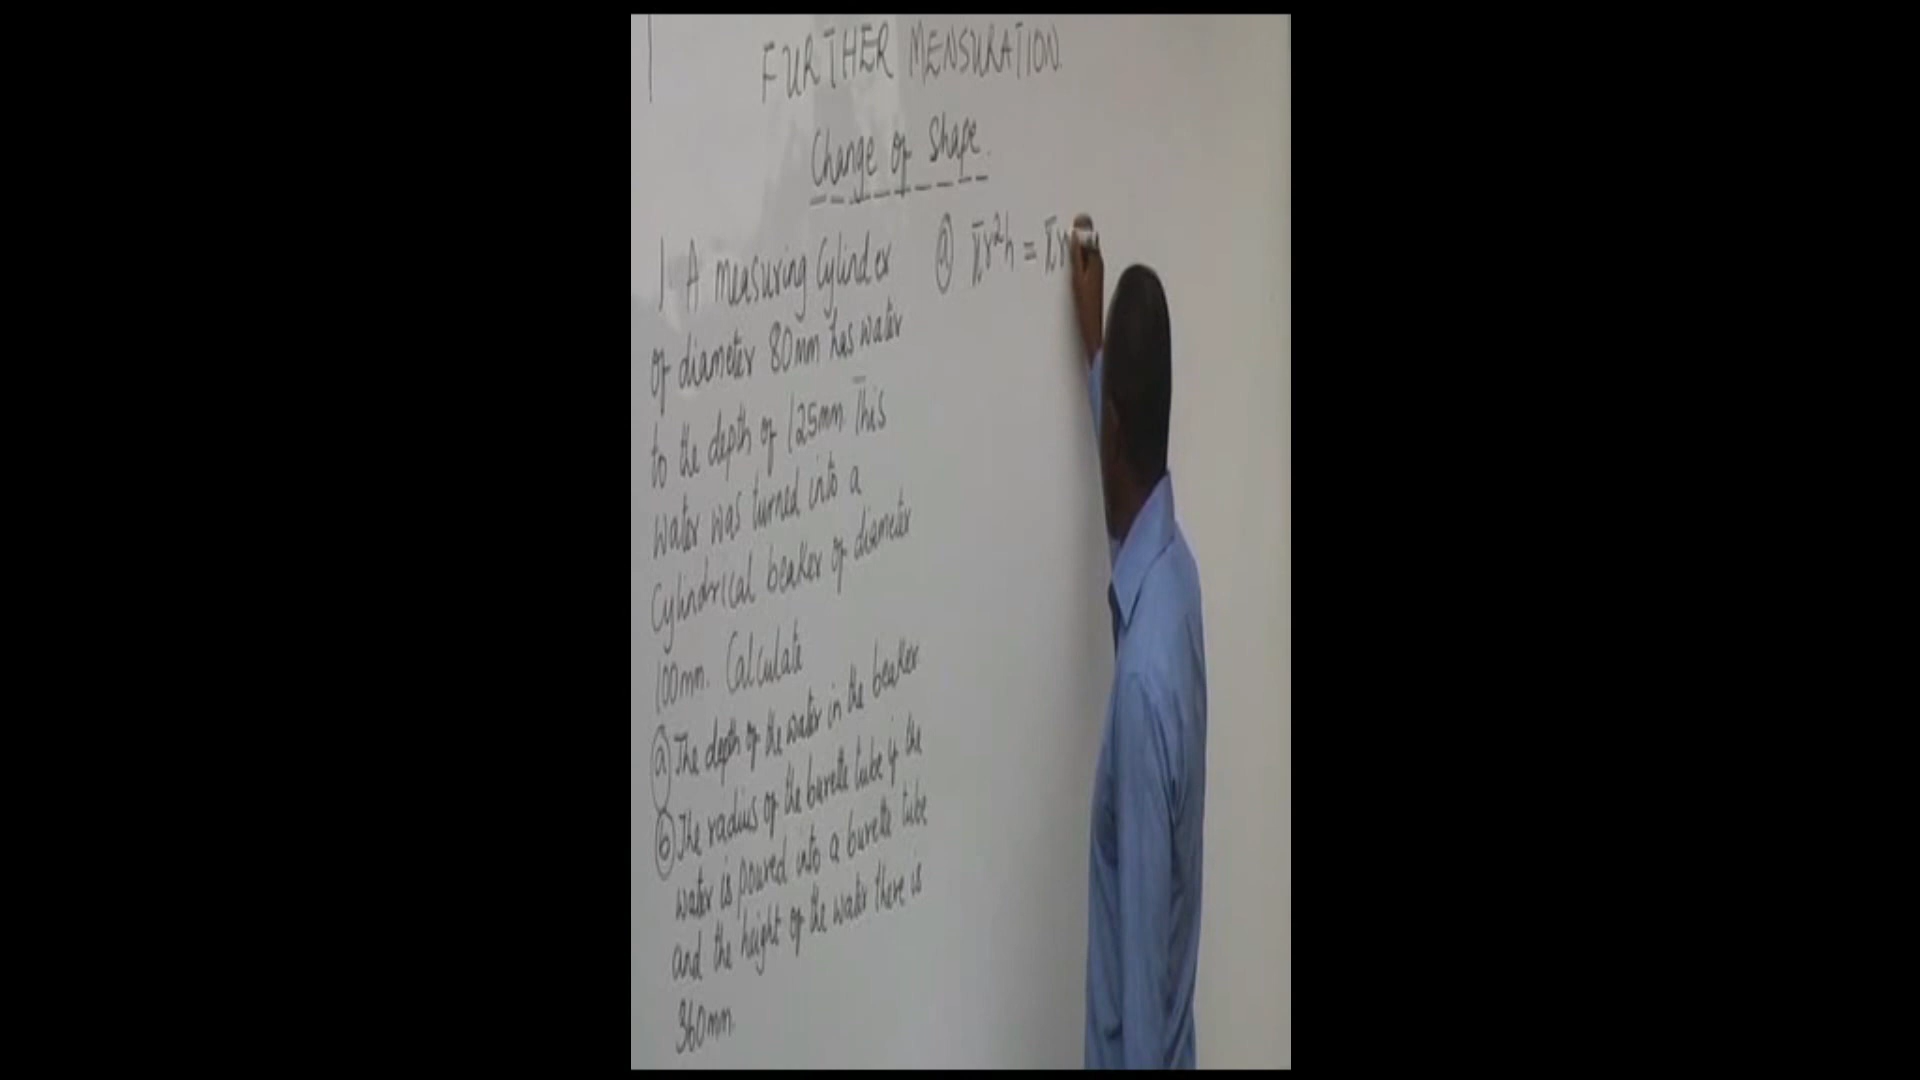 FURTHER MENSURATION
Change of Shape.
1 A measuring cylinder
of diameter 80mm has water
to the depth of 125mm. This
water was turned into a
Cylindrical beaker of diameter
100mm. Calculate
(a) The depth of the water in the beaker
(b) The radius of the burette tube if the
water is poured into a burette tube
and the height of the water there is
360mm.
(a) πr²h = πr